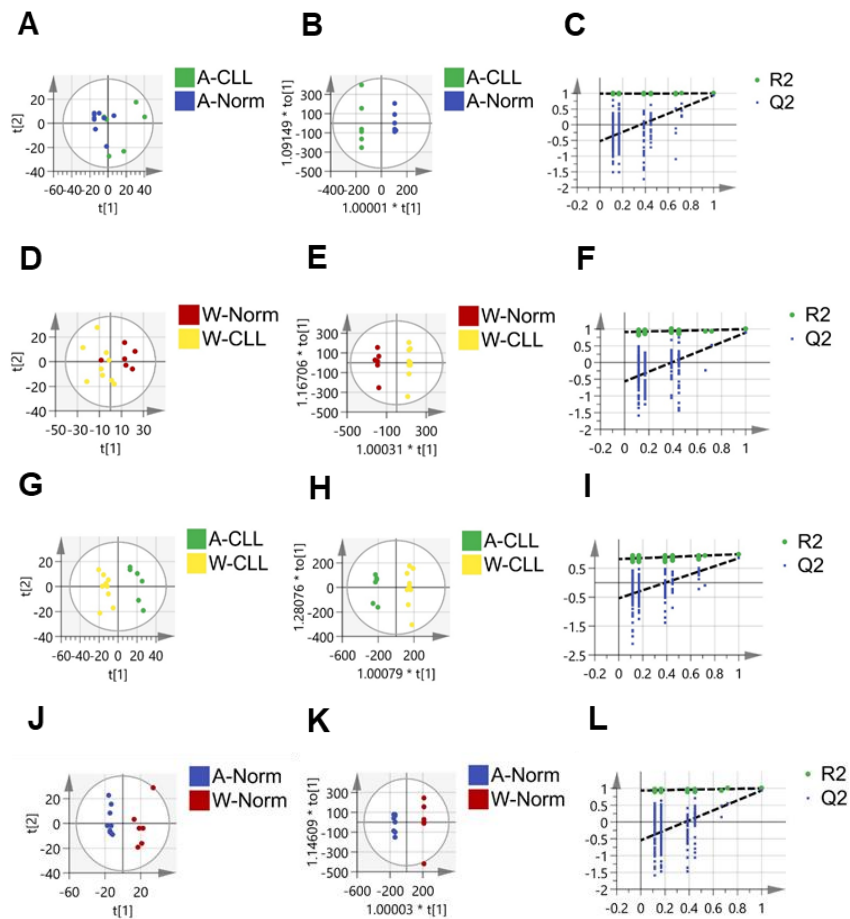 A
B
C
A-CLL
A-Norm
A-CLL
A-Norm
R2
Q2
t[2]
20
0
-20
-40
-60-40-20 0 20 40
t[1]
1.09149 * to[1]
300
100
-100
-300
-500
-400-200 0 200
1.00001 * t[1]
1
0.5
0
-0.5
-1
-1.5
-2
-0.2 0 0.2 0.4 0.6 0.8 1
D
E
F
W-Norm
W-CLL
W-Norm
W-CLL
R2
Q2
t[2]
20
0
-20
-40
-50 -30 -10 10 30
t[1]
1.16706 * to[1]
300
100
-100
-300
-500
-500 -100 300
1.00031 * t[1]
1
0.5
0
-0.5
-1
-1.5
-2
-0.2 0 0.2 0.4 0.6 0.8 1
G
H
I
A-CLL
W-CLL
A-CLL
W-CLL
R2
Q2
t[2]
20
0
-20
-40
-60-40-20 0 20 40
t[1]
1.28076 * to[1]
200
0
-200
-400
-600 -200 200
1.00079 * t[1]
0.5
-0.5
-1.5
-2.5
-0.2 0 0.2 0.4 0.6 0.8 1
J
K
L
A-Norm
W-Norm
A-Norm
W-Norm
R2
Q2
t[2]
20
0
-20
-40
-60 -20 20
t[1]
1.14609 * to[1]
300
100
-100
-300
-500
-600 -200 200
1.00003 * t[1]
1
0.5
0
-0.5
-1
-1.5
-2
-0.2 0 0.2 0.4 0.6 0.8 1